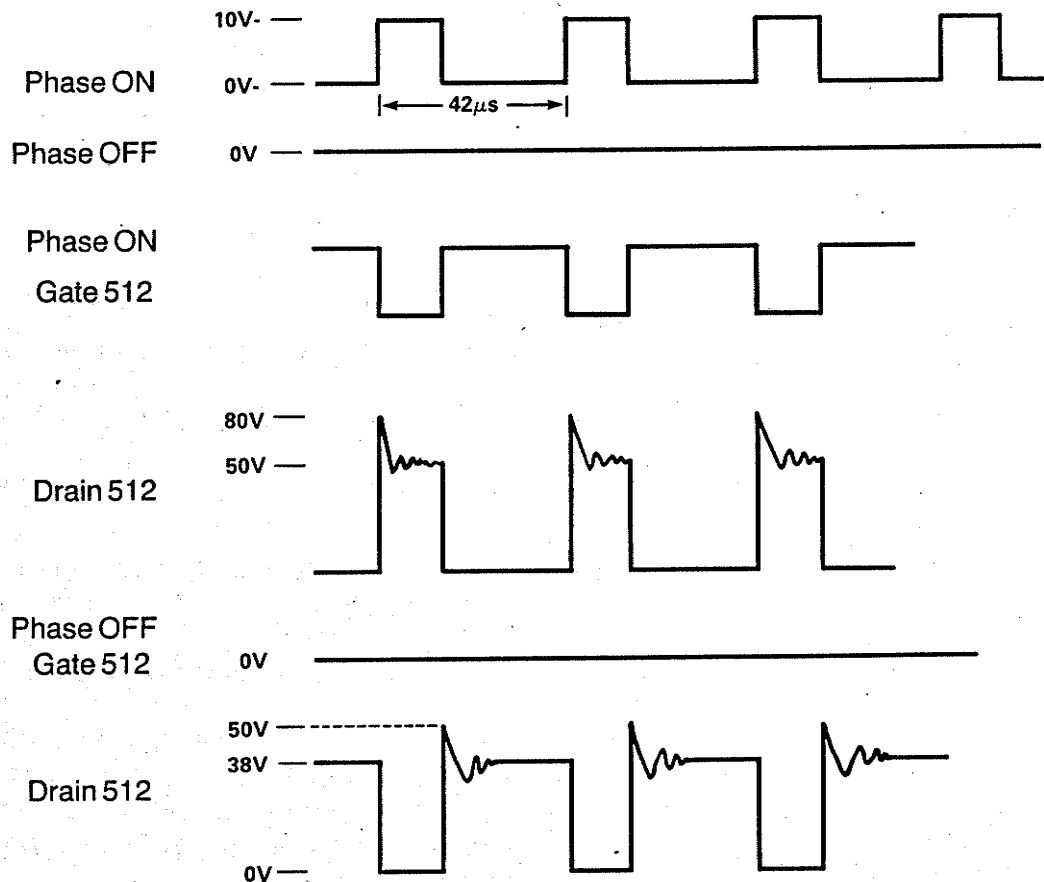 10V-
Phase ON
0V-
42μs
Phase OFF
0V
Phase ON
Gate 512
80V
50V
Drain 512
Phase OFF
Gate 512
0V
50V
38V
Drain 512
0V